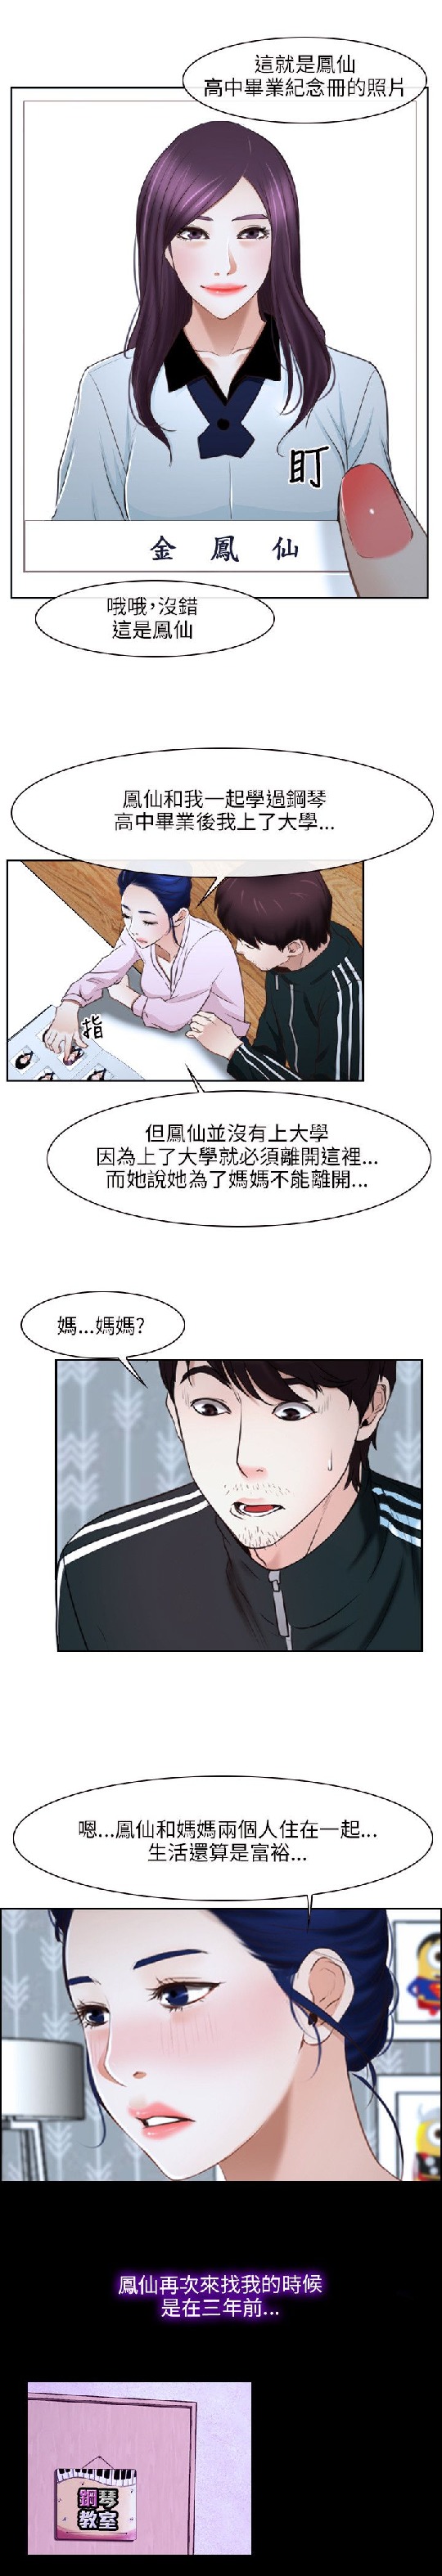 這就是鳳仙
高中畢業紀念冊的照片
盯
金 鳳 仙
哦哦，沒錯
這是鳳仙
鳳仙和我一起學過鋼琴
高中畢業後我上了大學...
指
但鳳仙並沒有上大學
因為上了大學就必須離開這裡...
而她說她為了媽媽不能離開...
媽...媽媽?
嗯...鳳仙和媽媽兩個人住在一起...
生活還算是富裕...
鳳仙再次來找我的時候
是在三年前...
鋼琴
教室